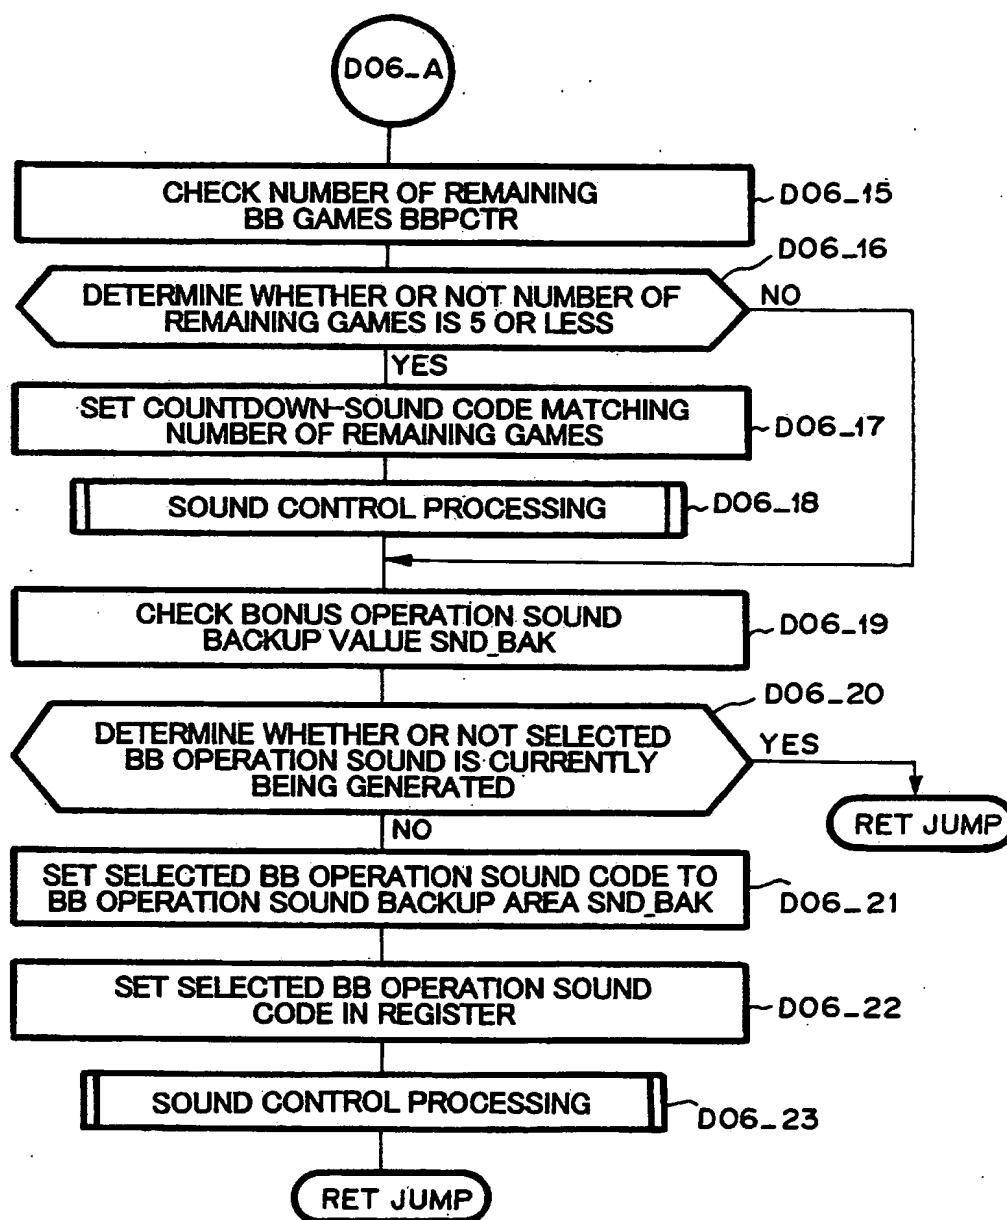 D06_A
CHECK NUMBER OF REMAINING
BB GAMES BBPCTR
D06_15
D06_16
DETERMINE WHETHER OR NOT NUMBER OF
REMAINING GAMES IS 5 OR LESS
NO
YES
SET COUNTDOWN-SOUND CODE MATCHING
NUMBER OF REMAINING GAMES
D06_17
SOUND CONTROL PROCESSING
D06_18
CHECK BONUS OPERATION SOUND
BACKUP VALUE SND_BAK
D06_19
D06_20
DETERMINE WHETHER OR NOT SELECTED
BB OPERATION SOUND IS CURRENTLY
BEING GENERATED
YES
RET JUMP
NO
SET SELECTED BB OPERATION SOUND CODE TO
BB OPERATION SOUND BACKUP AREA SND_BAK
D06_21
SET SELECTED BB OPERATION SOUND
CODE IN REGISTER
D06_22
SOUND CONTROL PROCESSING
D06_23
RET JUMP